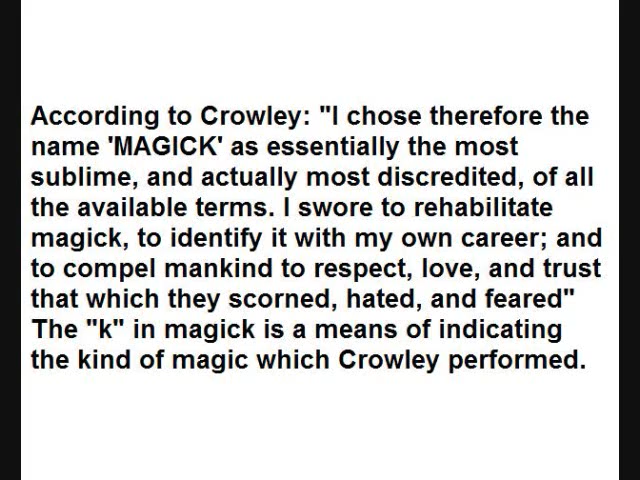 According to Crowley: "I chose therefore the
name 'MAGICK' as essentially the most
sublime, and actually most discredited, of all
the available terms. I swore to rehabilitate
magick, to identify it with my own career; and
to compel mankind to respect, love, and trust
that which they scorned, hated, and feared"
The "k" in magick is a means of indicating
the kind of magic which Crowley performed.